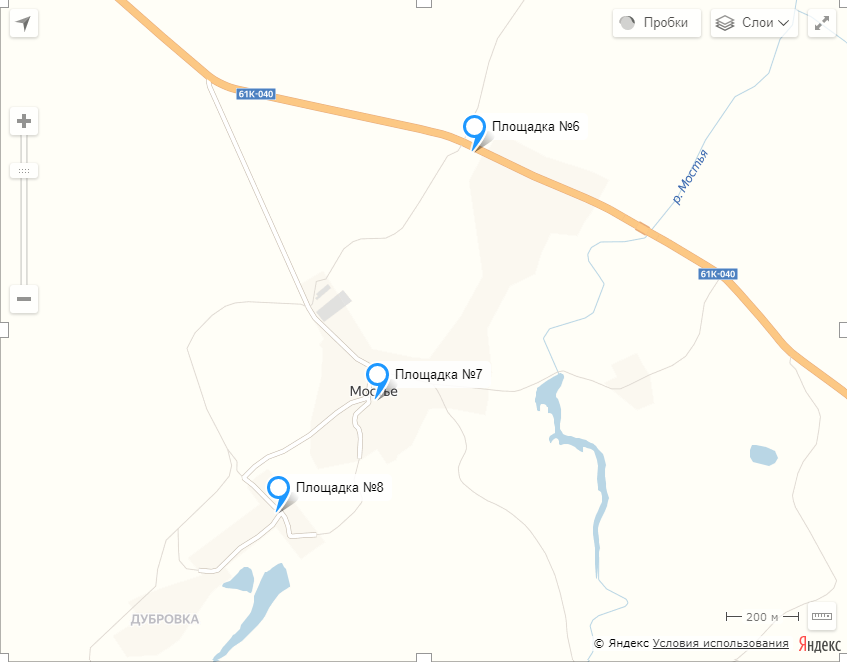 Пробки
Слои
61К-040
Площадка №6
р. Мостья
61К-040
Площадка №7
Мостье
Площадка №8
ДУБРОВКА
200 м
© Яндекс Условия использования Яндекс